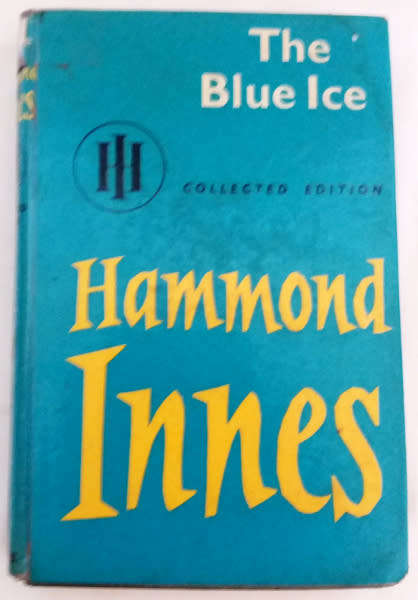 The
Blue Ice
HI
COLLECTED EDITION
Hammond
Innes